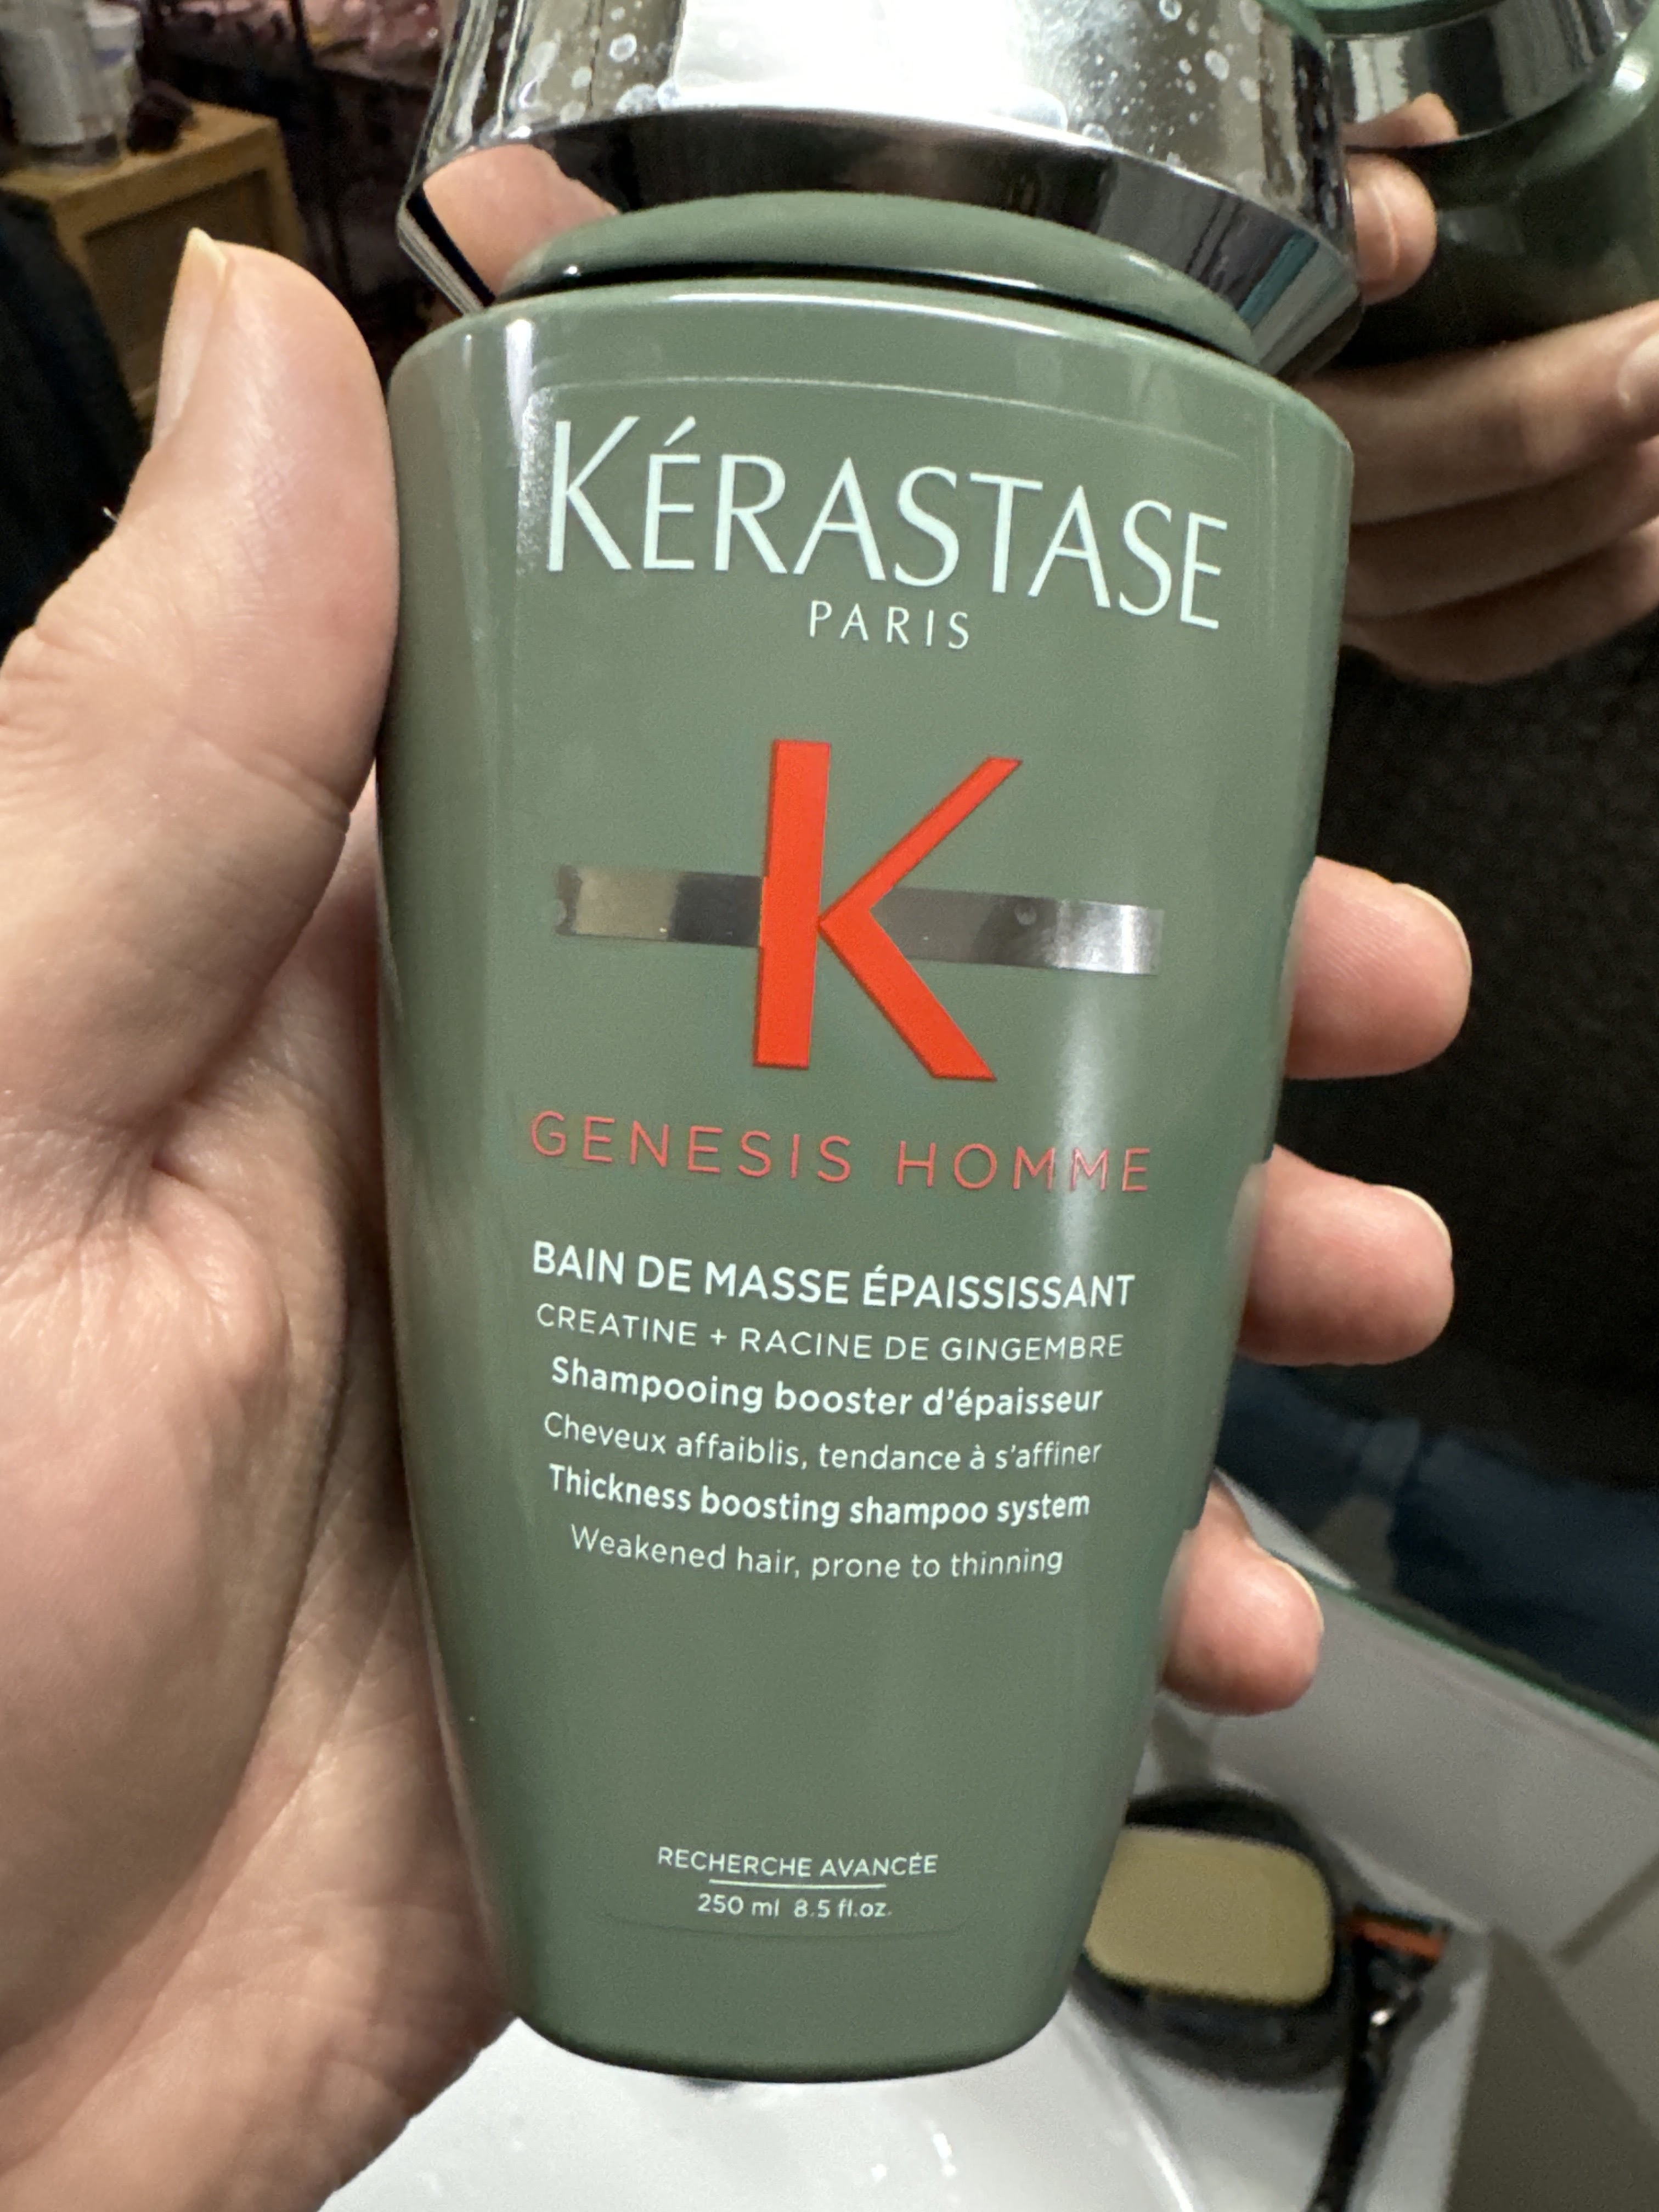 KÉRASTASE
PARIS
K
GENESIS HOMME
BAIN DE MASSE ÉPAISSISSANT
CREATINE + RACINE DE GINGEMBRE
Shampooing booster d'épaisseur
Cheveux affaiblis, tendance à s'affiner
Thickness boosting shampoo system
Weakened hair, prone to thinning
RECHERCHE AVANCÉE
250 ml 8.5 fl.oz.